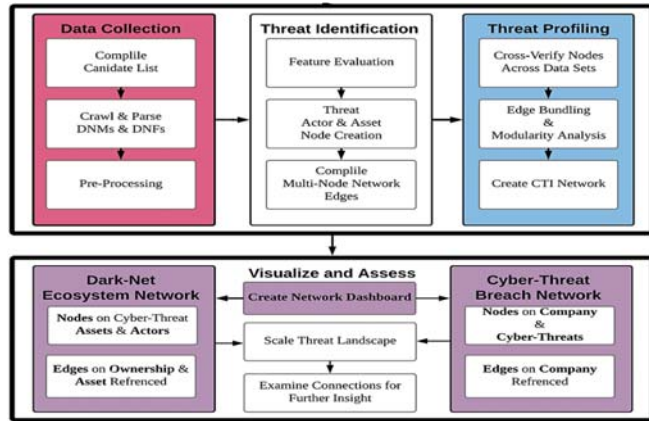 Data Collection
Complile
Canidate List
Crawl & Parse
DNMs & DNFs
Pre-Processing
Threat Identification
Feature Evaluation
Threat
Actor & Asset
Node Creation
Complile
Multi-Node Network
Edges
Threat Profiling
Cross-Verify Nodes
Across Data Sets
Edge Bundling
&
Modularity Analysis
Create CTI Network
Dark-Net
Ecosystem Network
Nodes on Cyber-Threat
Assets & Actors
Edges on Ownership &
Asset Refrenced
Visualize and Assess
Create Network Dashboard
Scale Threat Landscape
Examine Connections for
Further Insight
Cyber-Threat
Breach Network
Nodes on Company
&
Cyber-Threats
Edges on Company
Refrenced